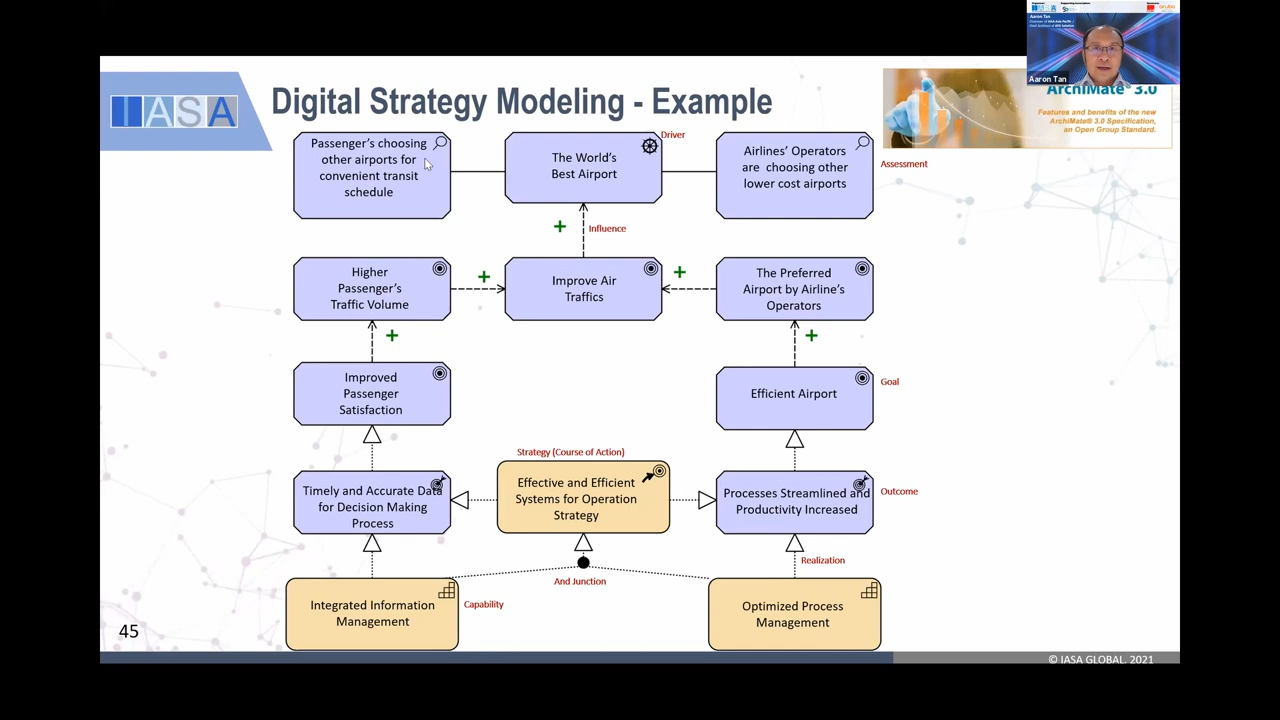 IASA
Digital Strategy Modeling - Example
Aaron Tan
Aaron Tan
ArchiMate® 3.0
Features and benefits of the new
ArchiMate® 3.0 Specification,
an Open Group Standard.
Passenger's choosing
other airports for
convenient transit
schedule
The World's
Best Airport
Driver
Airlines' Operators
are choosing other
lower cost airports
Assessment
+
Influence
Higher
Passenger's
Traffic Volume
+
Improve Air
Traffics
+
The Preferred
Airport by Airline's
Operators
+
+
Improved
Passenger
Satisfaction
Efficient Airport
Goal
Strategy (Course of Action)
Timely and Accurate Data
for Decision Making
Process
Effective and Efficient
Systems for Operation
Strategy
Processes Streamlined and
Productivity Increased
Outcome
Realization
And Junction
Integrated Information
Management
Capability
Optimized Process
Management
45
© IASA GLOBAL, 2021